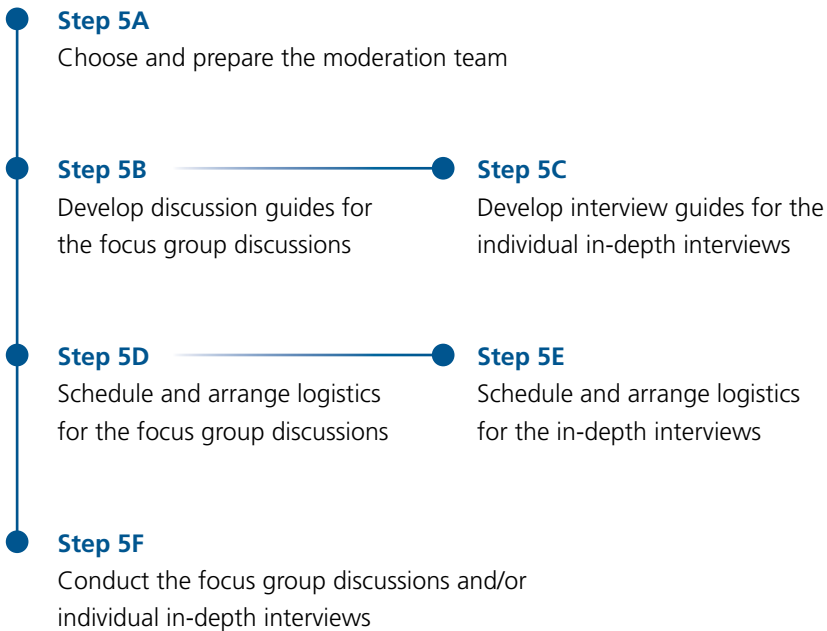 Step 5A
Choose and prepare the moderation team
Step 5B
Develop discussion guides for
the focus group discussions
Step 5C
Develop interview guides for the
individual in-depth interviews
Step 5D
Schedule and arrange logistics
for the focus group discussions
Step 5E
Schedule and arrange logistics
for the in-depth interviews
Step 5F
Conduct the focus group discussions and/or
individual in-depth interviews